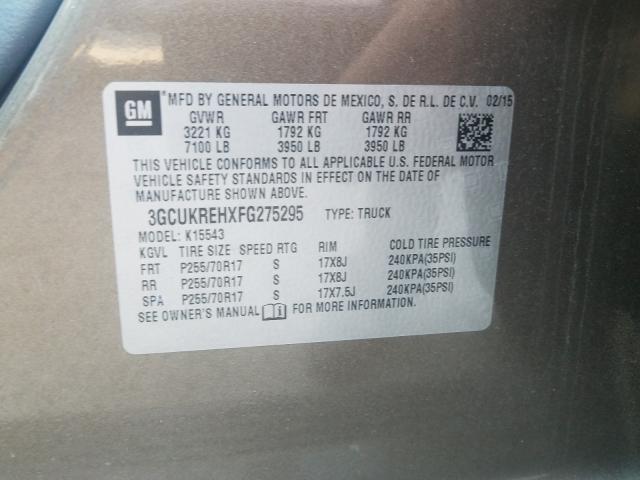 GM *MFD BY GENERAL MOTORS DE MEXICO, S. DE R.L. DE C.V. 02/15
GVWR GAWR FRT GAWR RR
3221 KG 1792 KG 1792 KG
7100 LB 3950 LB 3950 LB
THIS VEHICLE CONFORMS TO ALL APPLICABLE U.S. FEDERAL MOTOR
VEHICLE SAFETY STANDARDS IN EFFECT ON THE DATE OF
MANUFACTURE SHOWN ABOVE.
3GCUKREHXFG275295 TYPE: TRUCK
MODEL: K15543
KGVL TIRE SIZE SPEED RTG RIM COLD TIRE PRESSURE
FRT P255/70R17 S 17X8J 240KPA(35PSI)
RR P255/70R17 S 17X8J 240KPA(35PSI)
SPA P255/70R17 S 17X7.5J 240KPA(35PSI)
SEE OWNER'S MANUAL FOR MORE INFORMATION.